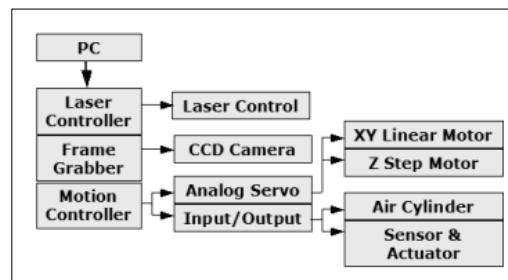 PC
Laser
Controller
Laser Control
Frame
Grabber
CCD Camera
Motion
Controller
Analog Servo
Input/Output
XY Linear Motor
Z Step Motor
Air Cylinder
Sensor &
Actuator